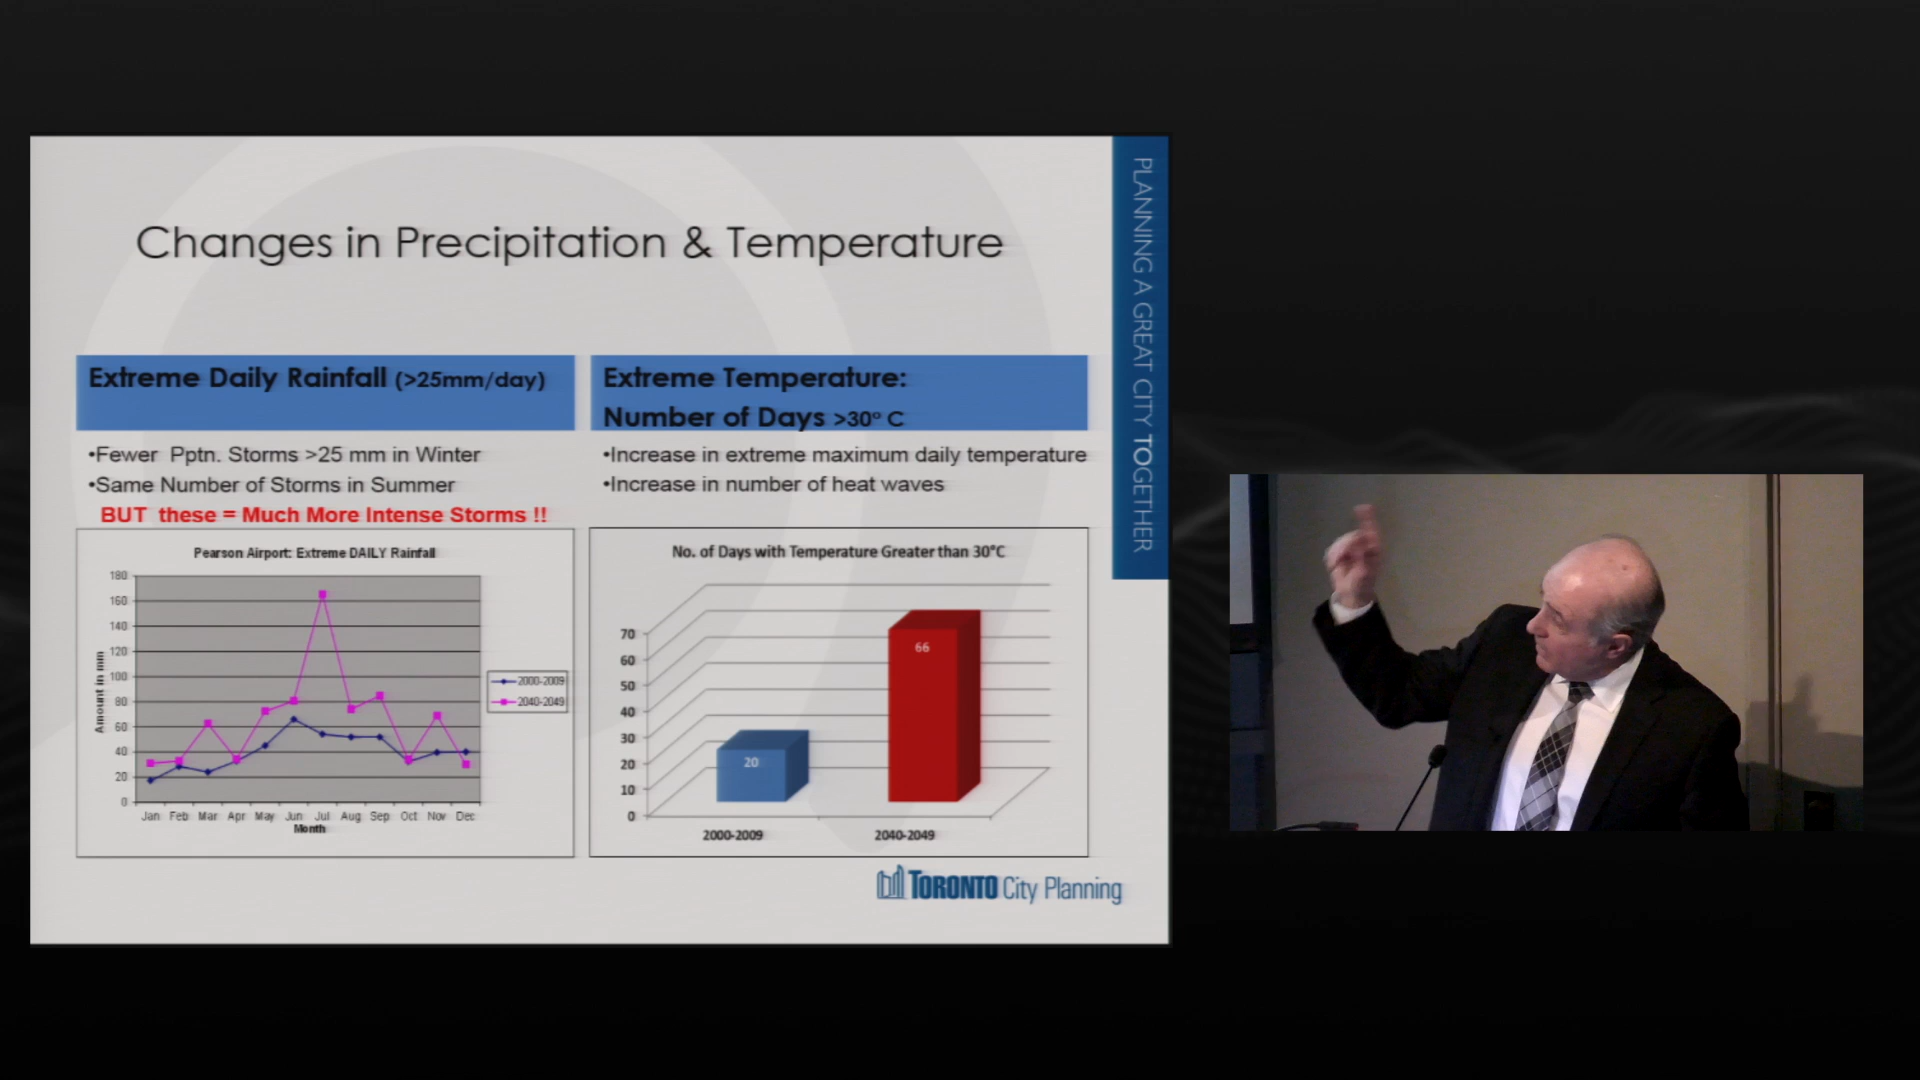 Changes in Precipitation & Temperature
PLANNING A GREAT CITY TOGETHER
Extreme Daily Rainfall (>25mm/day)
•Fewer Pptn. Storms >25 mm in Winter
•Same Number of Storms in Summer
BUT these = Much More Intense Storms !!
Pearson Airport: Extreme DAILY Rainfall
180
160
140
120
100
80
60
40
20
0
Amount in mm
Jan Feb Mar Apr May Jun Jul Aug Sep Oct Nov Dec
Month
2000-2009
2040-2049
Extreme Temperature:
Number of Days >30° C
•Increase in extreme maximum daily temperature
•Increase in number of heat waves
No. of Days with Temperature Greater than 30°C
70
60
50
40
30
20
10
0
20
66
2000-2009
2040-2049
TORONTO City Planning